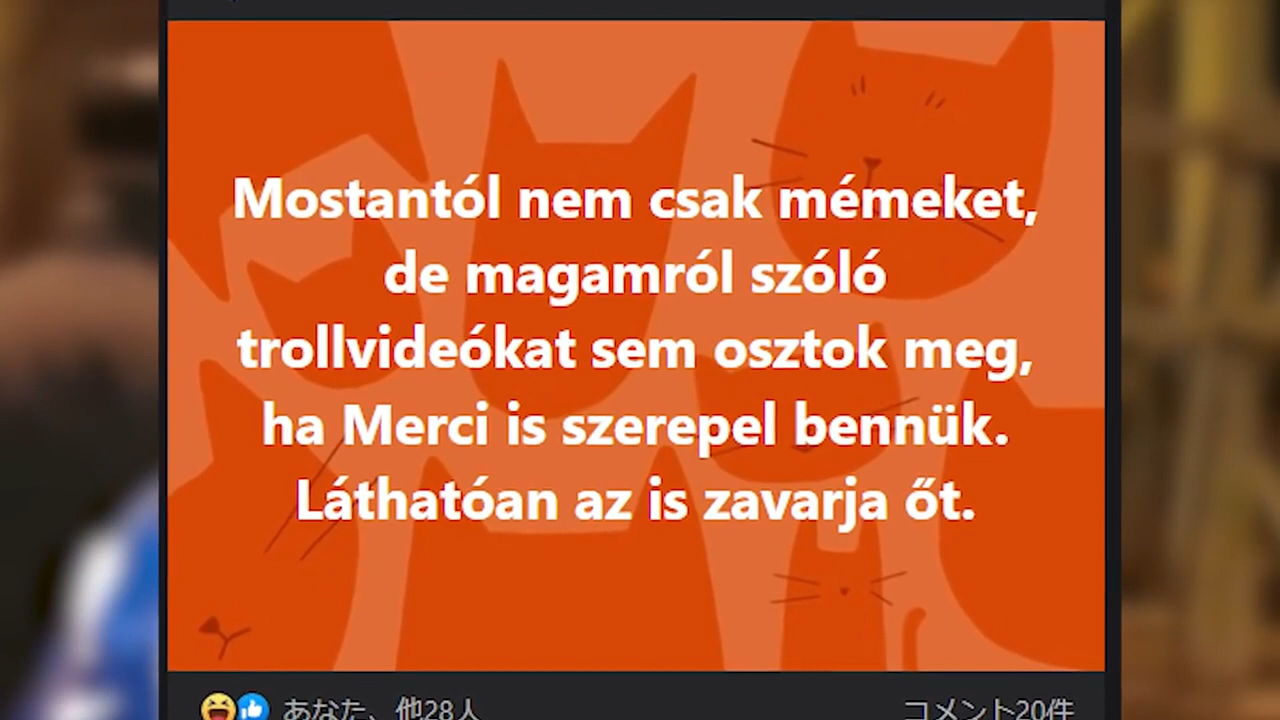 Mostantól nem csak mémeket,
de magamról szóló
trollvideókat sem osztok meg,
ha Merci is szerepel bennük.
Láthatóan az is zavarja őt.
あなた、他28人
コメント20件